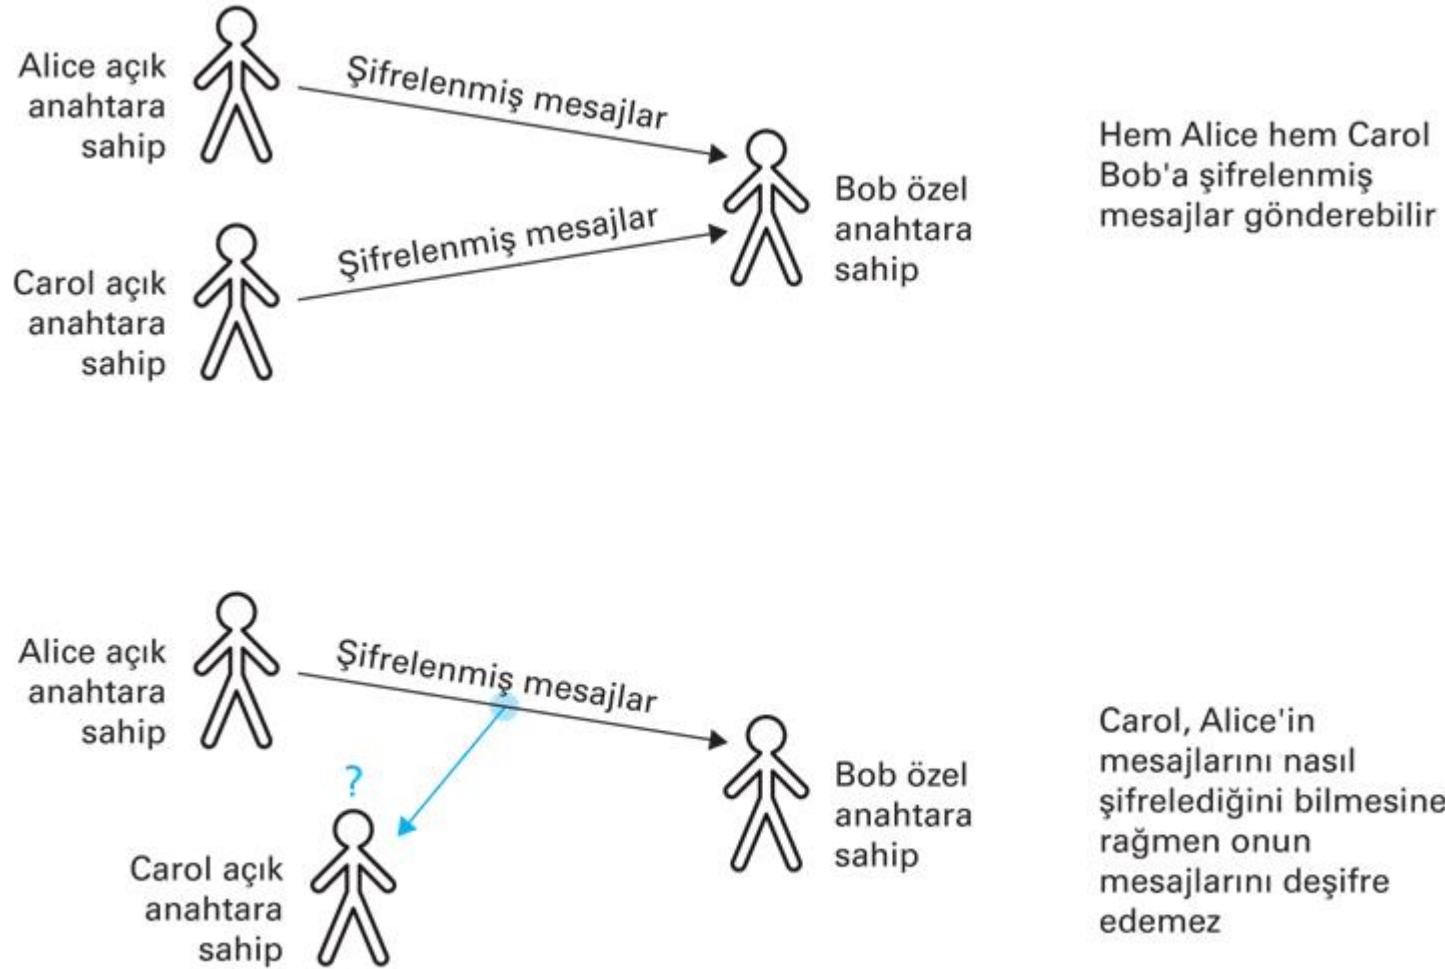 Alice açık
anahtara
sahip
Şifrelenmiş mesajlar
Carol açık
anahtara
sahip
Şifrelenmiş mesajlar
Bob özel
anahtara
sahip
Hem Alice hem Carol
Bob'a şifrelenmiş
mesajlar gönderebilir
Alice açık
anahtara
sahip
Şifrelenmiş mesajlar
?
Carol açık
anahtara
sahip
Bob özel
anahtara
sahip
Carol, Alice'in
mesajlarını nasıl
şifrelediğini bilmesine
rağmen onun
mesajlarını deşifre
edemez